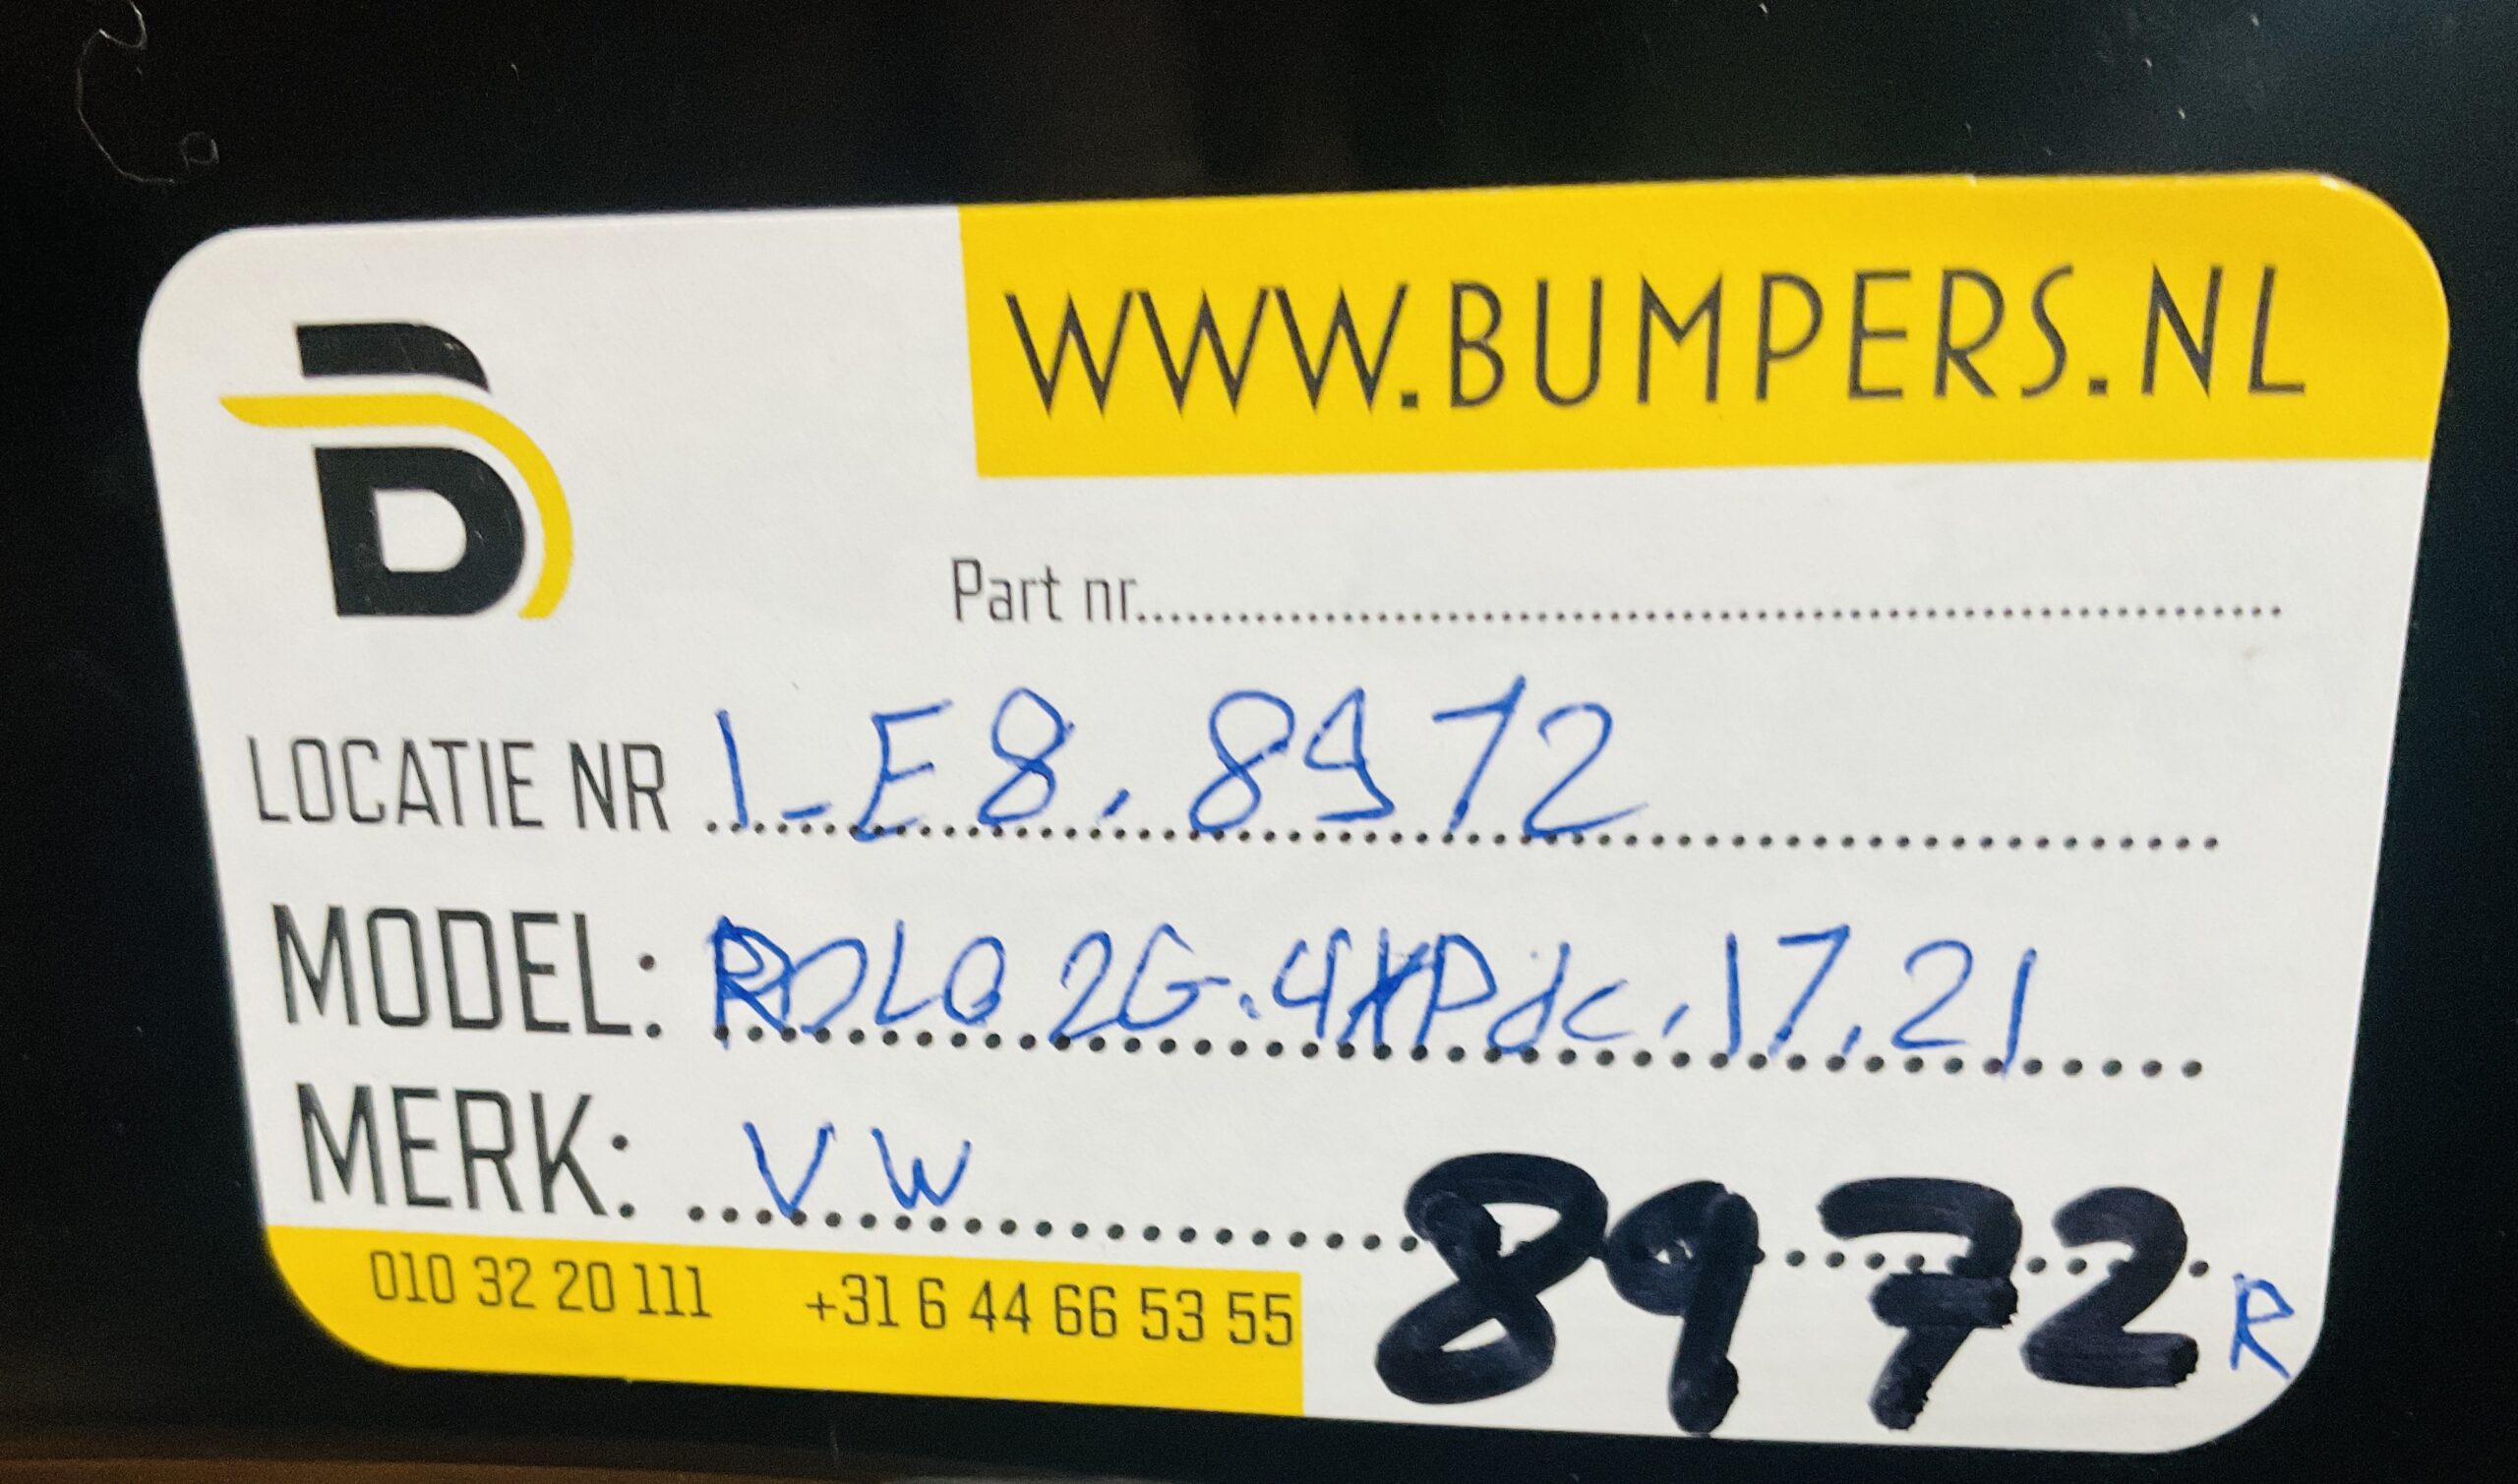 WWW.BUMPERS.NL
Part nr.
LOCATIE NR 1-E8. 8972
MODEL: POLO 2G.4XPdc.17.21
MERK: VW
8972 R
010 32 20 111 +31 6 44 66 53 55